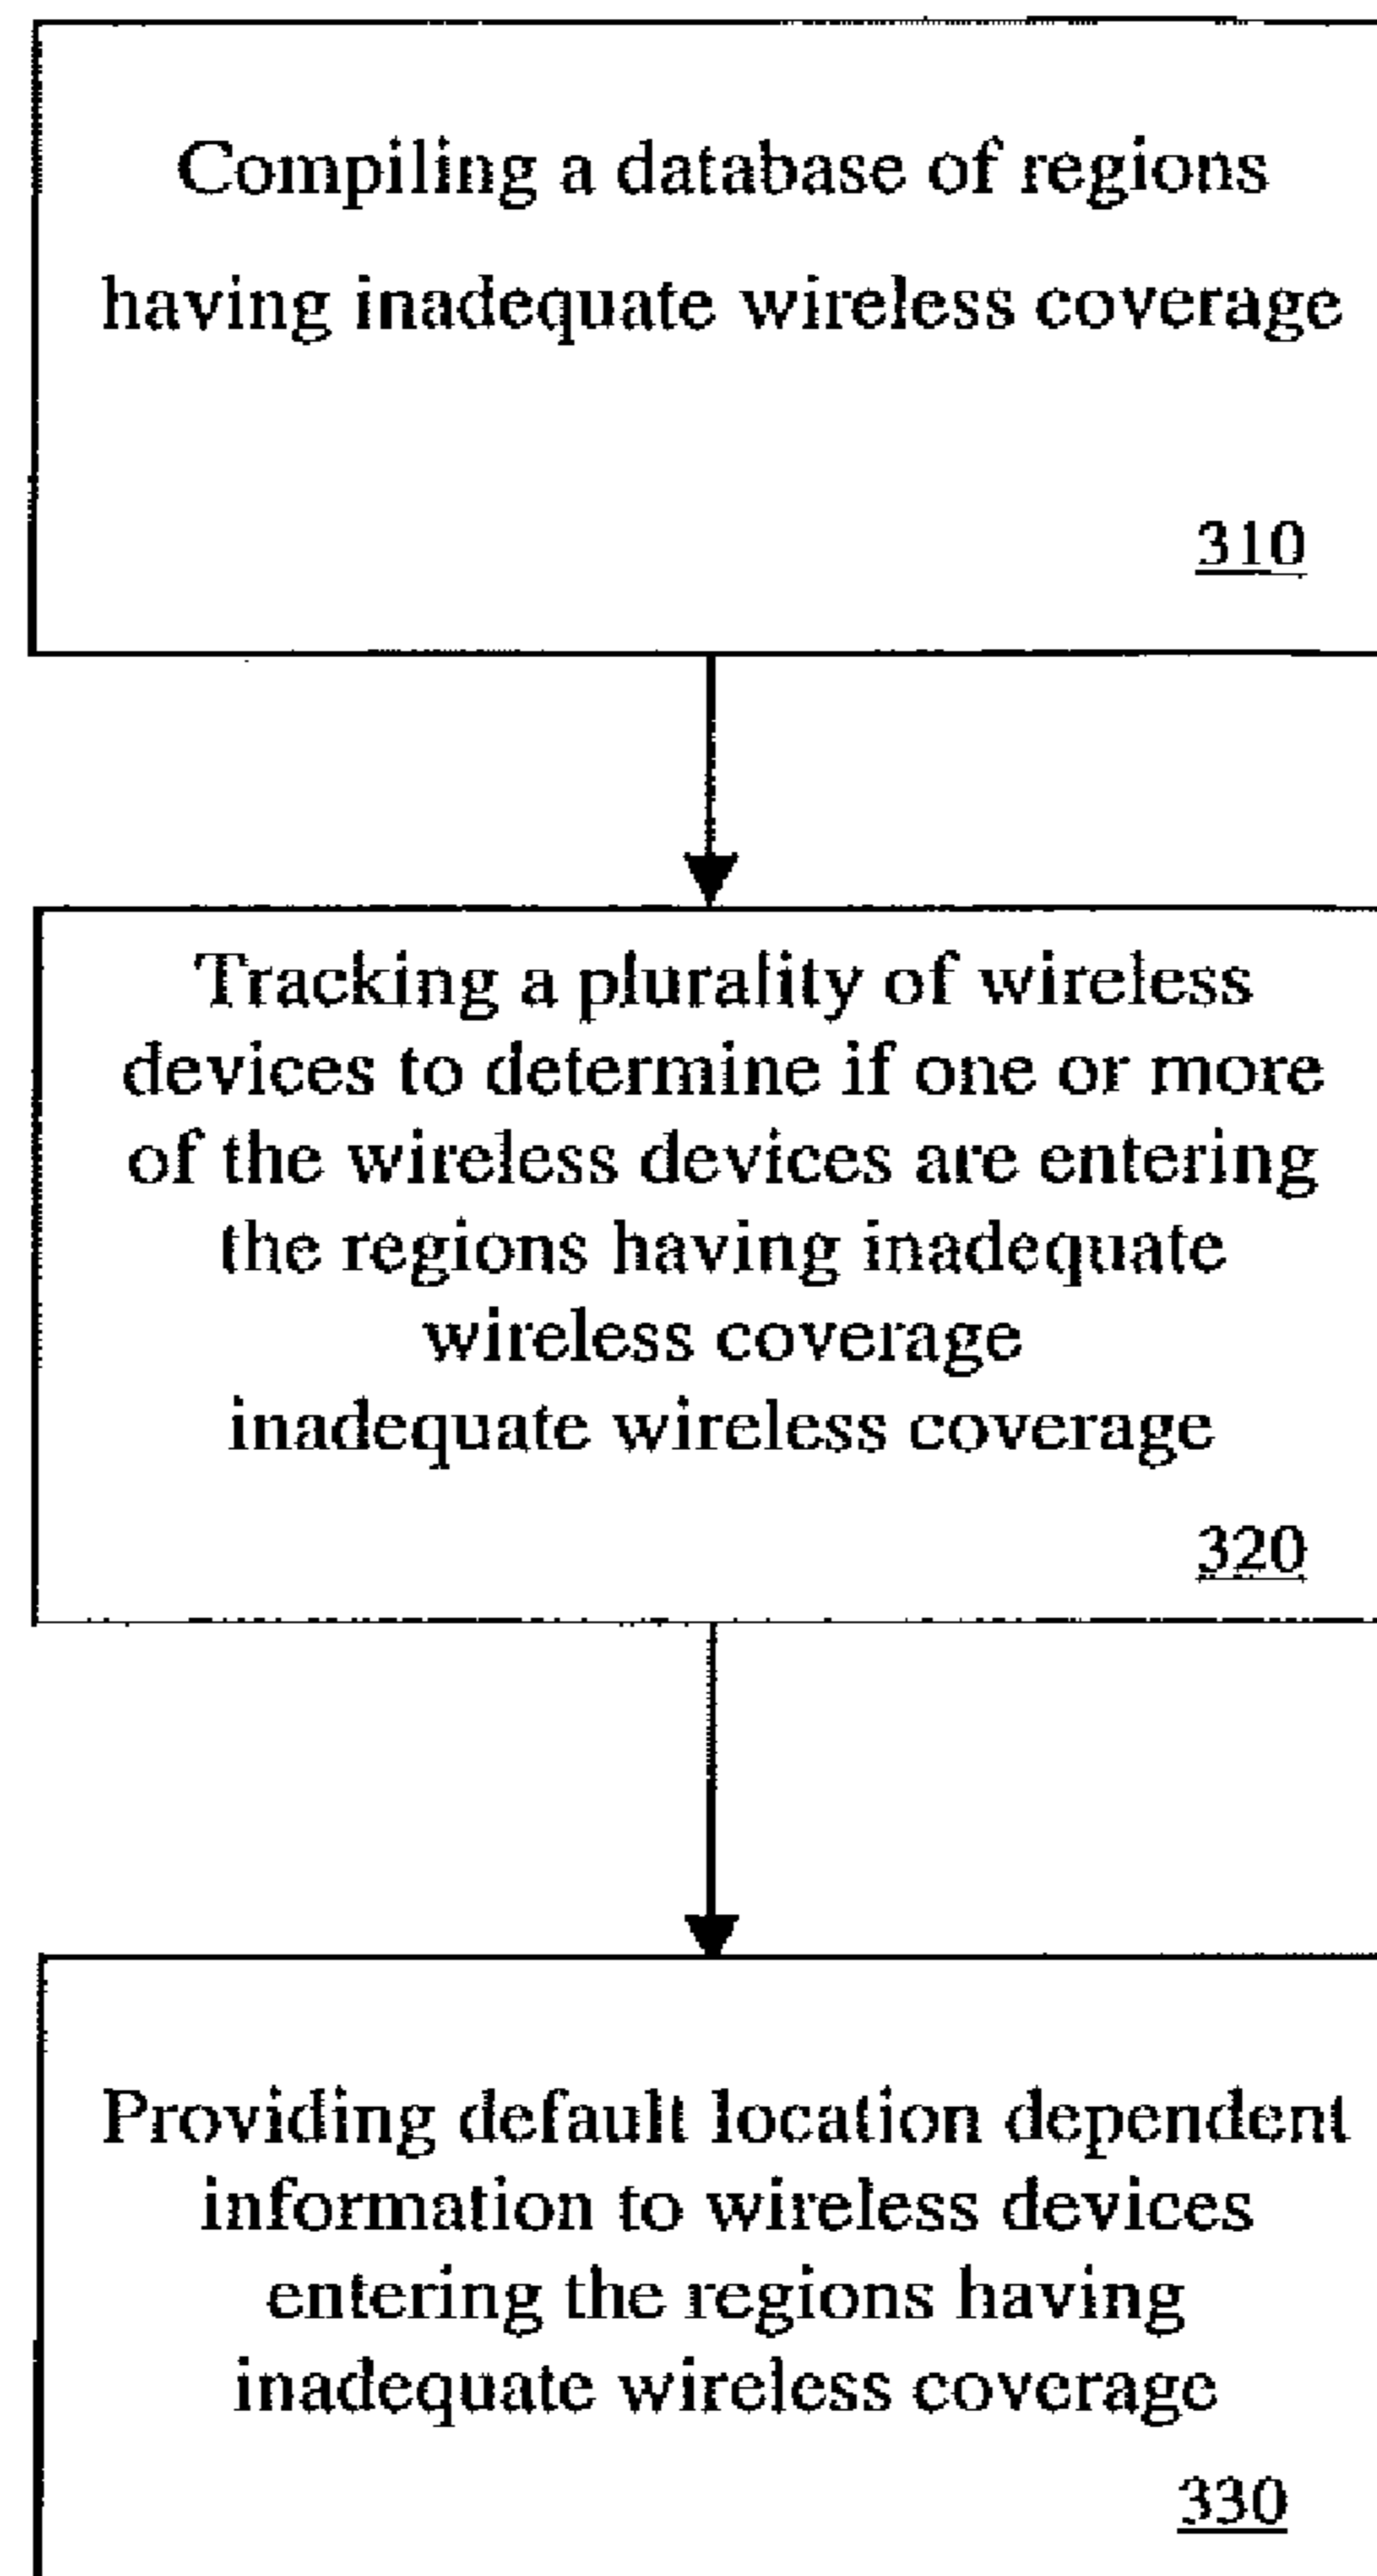 Compiling a database of regions
having inadequate wireless coverage
310
Tracking a plurality of wireless
devices to determine if one or more
of the wireless devices are entering
the regions having inadequate
wireless coverage
inadequate wireless coverage
320
Providing default location dependent
information to wireless devices
entering the regions having
inadequate wireless coverage
330